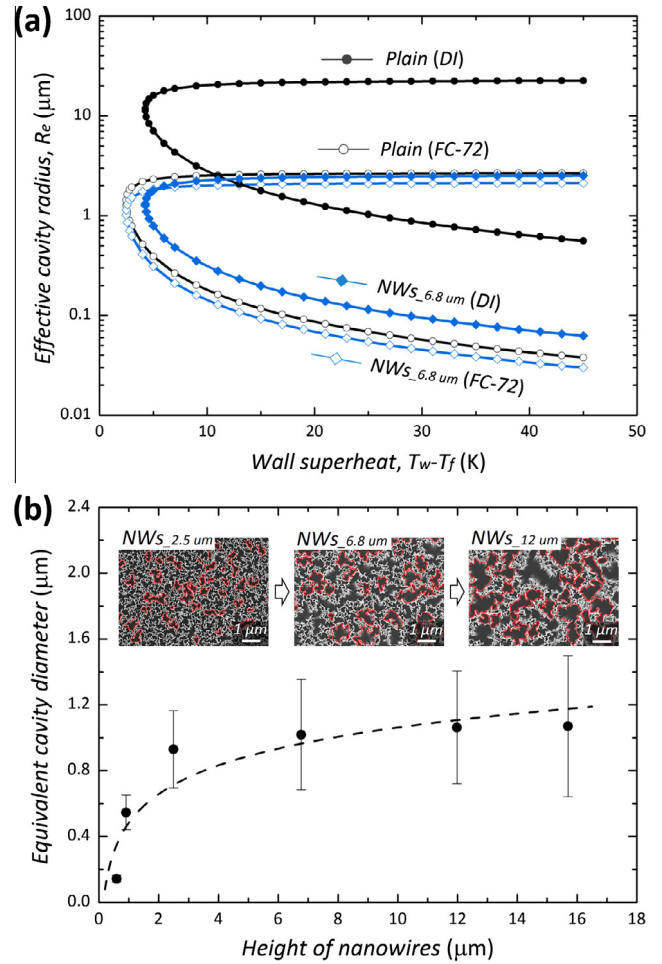 (a)
100
10
1
0.1
0.01
Effective cavity radius, Re (μm)
Plain (DI)
Plain (FC-72)
NWs_6.8 um (DI)
NWs_6.8 um (FC-72)
0 10 20 30 40 50
Wall superheat, Tw-Tf (K)
(b)
2.4
2.0
1.6
1.2
0.8
0.4
0.0
Equivalent cavity diameter (μm)
NWs_2.5 um
NWs_6.8 um
NWs_12 um
1 μm
1 μm
1 μm
0 2 4 6 8 10 12 14 16 18
Height of nanowires (μm)